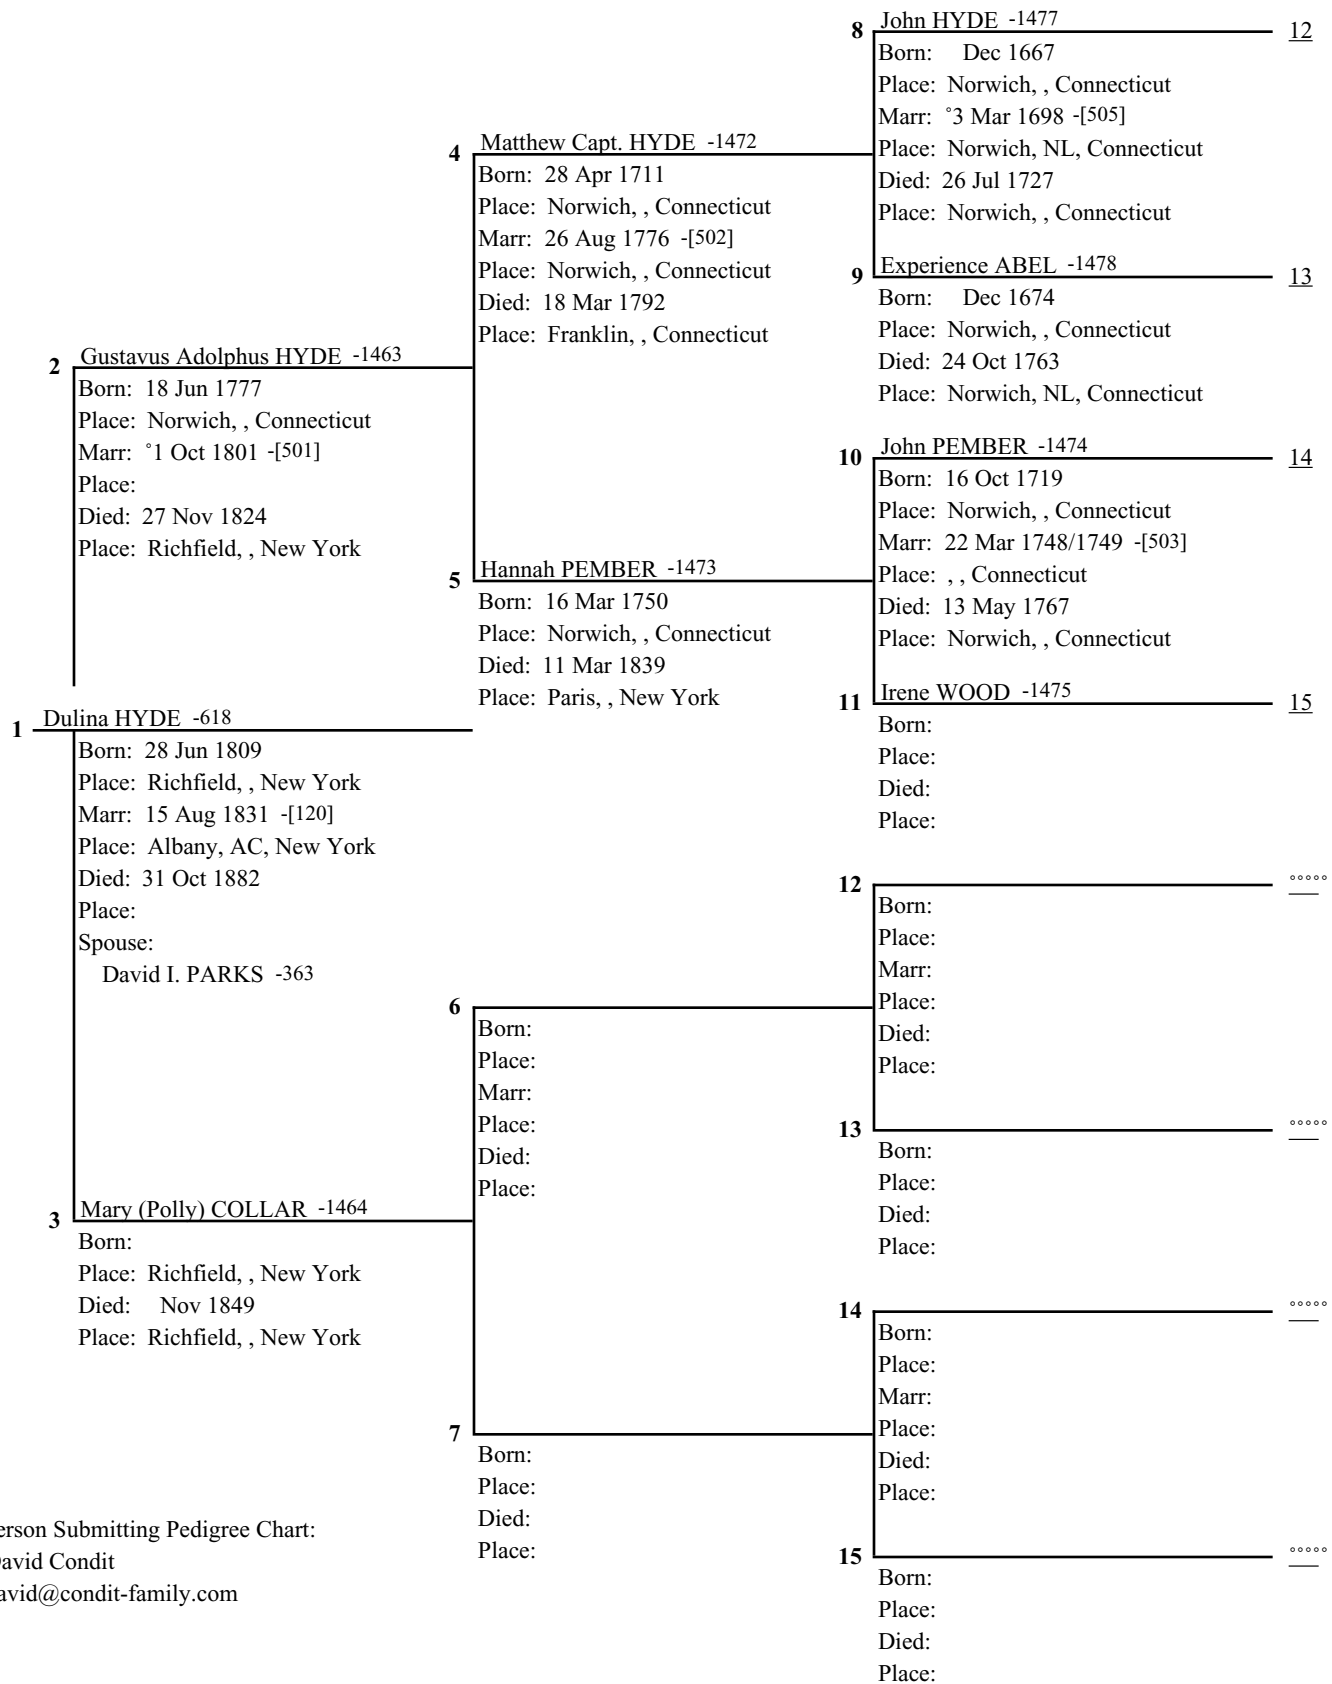 8 John HYDE -1477 12
Born: Dec 1667
Place: Norwich, , Connecticut
Marr: °3 Mar 1698 -[505]
Place: Norwich, NL, Connecticut
Died: 26 Jul 1727
Place: Norwich, , Connecticut
4 Matthew Capt. HYDE -1472
Born: 28 Apr 1711
Place: Norwich, , Connecticut
Marr: 26 Aug 1776 -[502]
Place: Norwich, , Connecticut
Died: 18 Mar 1792
Place: Franklin, , Connecticut
9 Experience ABEL -1478 13
Born: Dec 1674
Place: Norwich, , Connecticut
Died: 24 Oct 1763
Place: Norwich, NL, Connecticut
2 Gustavus Adolphus HYDE -1463
Born: 18 Jun 1777
Place: Norwich, , Connecticut
Marr: °1 Oct 1801 -[501]
Place:
Died: 27 Nov 1824
Place: Richfield, , New York
10 John PEMBER -1474 14
Born: 16 Oct 1719
Place: Norwich, , Connecticut
Marr: 22 Mar 1748/1749 -[503]
Place: , , Connecticut
Died: 13 May 1767
Place: Norwich, , Connecticut
5 Hannah PEMBER -1473
Born: 16 Mar 1750
Place: Norwich, , Connecticut
Died: 11 Mar 1839
Place: Paris, , New York
11 Irene WOOD -1475 15
Born:
Place:
Died:
Place:
1 Dulina HYDE -618
Born: 28 Jun 1809
Place: Richfield, , New York
Marr: 15 Aug 1831 -[120]
Place: Albany, AC, New York
Died: 31 Oct 1882
Place:
Spouse:
David I. PARKS -363
12 °°°°°
Born:
Place:
Marr:
Place:
Died:
Place:
6
Born:
Place:
Marr:
Place:
Died:
Place:
13 °°°°°
Born:
Place:
Died:
Place:
3 Mary (Polly) COLLAR -1464
Born:
Place: Richfield, , New York
Died: Nov 1849
Place: Richfield, , New York
14 °°°°°
Born:
Place:
Marr:
Place:
Died:
Place:
7
Born:
Place:
Died:
Place:
15 °°°°°
Born:
Place:
Died:
Place:
erson Submitting Pedigree Chart:
avid Condit
avid@condit-family.com